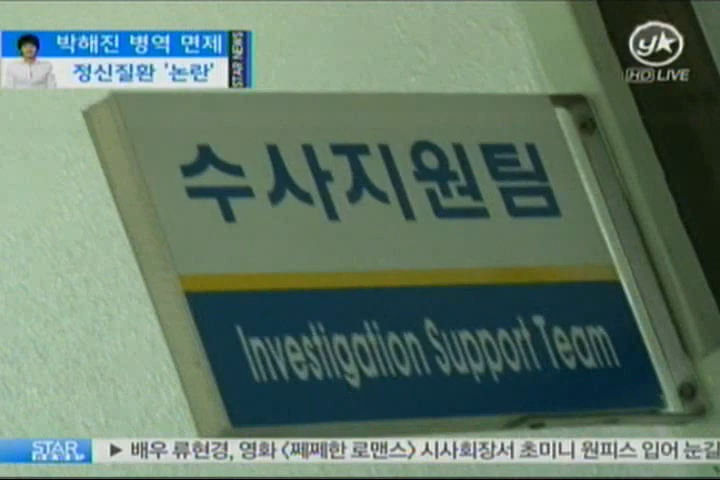 박해진 병역 면제
정신질환 '논란'
STAR NEWS
y★
HD LIVE
수사지원팀
Investigation Support Team
STAR
▶ 배우 류현경, 영화 <쩨쩨한 로맨스> 시사회장서 초미니 원피스 입어 눈길